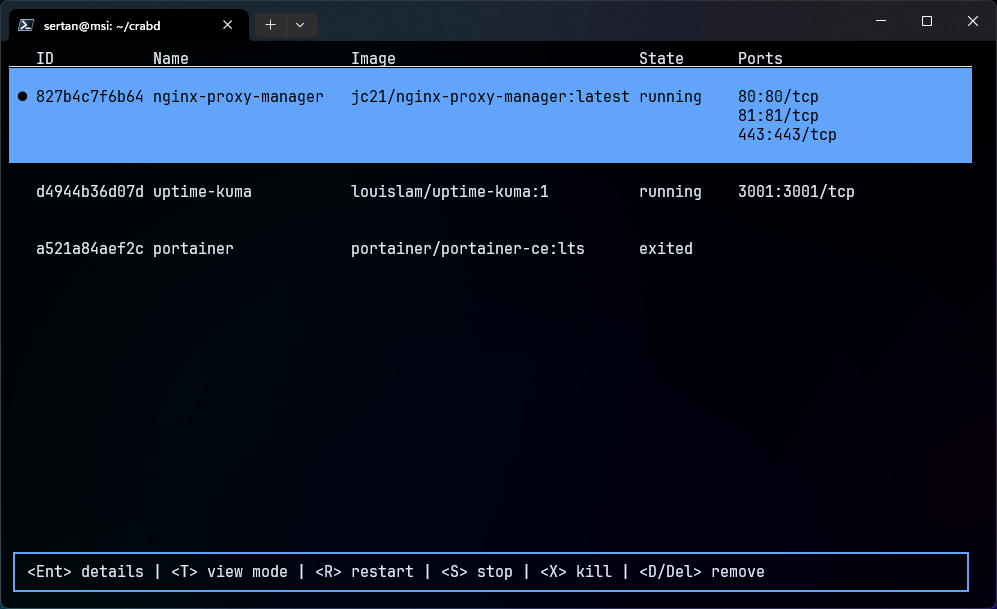 sertan@msi: ~/crabd
ID Name Image State Ports
827b4c7f6b64 nginx-proxy-manager jc21/nginx-proxy-manager:latest running 80:80/tcp
81:81/tcp
443:443/tcp
d4944b36d07d uptime-kuma louislam/uptime-kuma:1 running 3001:3001/tcp
a521a84aef2c portainer portainer/portainer-ce:lts exited
<Ent> details | <T> view mode | <R> restart | <S> stop | <X> kill | <D/Del> remove